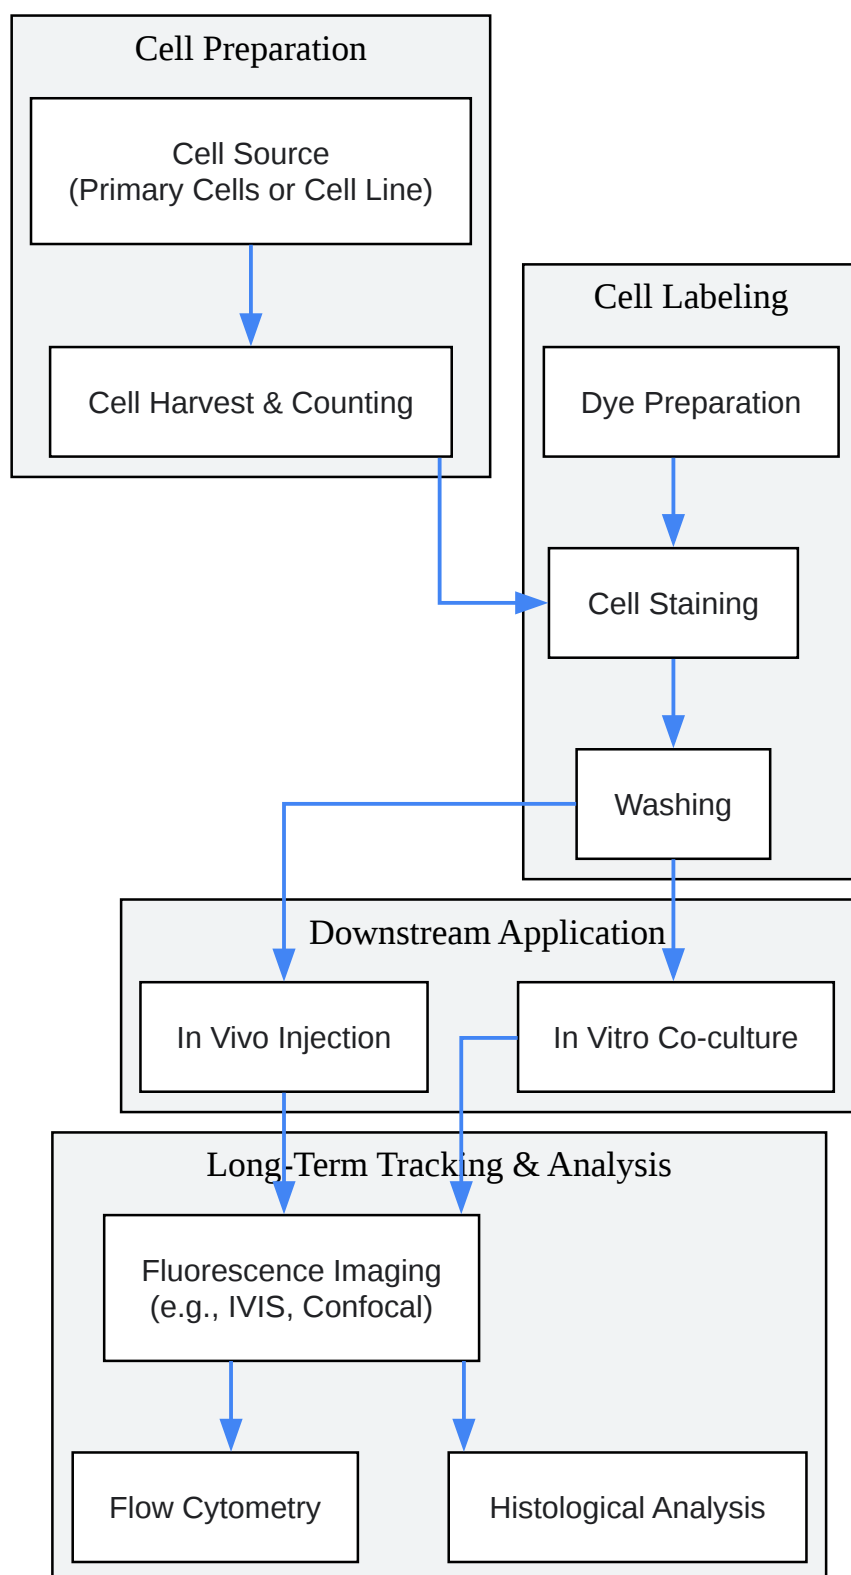 Cell Preparation
Cell Source
(Primary Cells or Cell Line)
Cell Harvest & Counting
Cell Labeling
Dye Preparation
Cell Staining
Washing
Downstream Application
In Vivo Injection
In Vitro Co-culture
Long-Term Tracking & Analysis
Fluorescence Imaging
(e.g., IVIS, Confocal)
Flow Cytometry
Histological Analysis